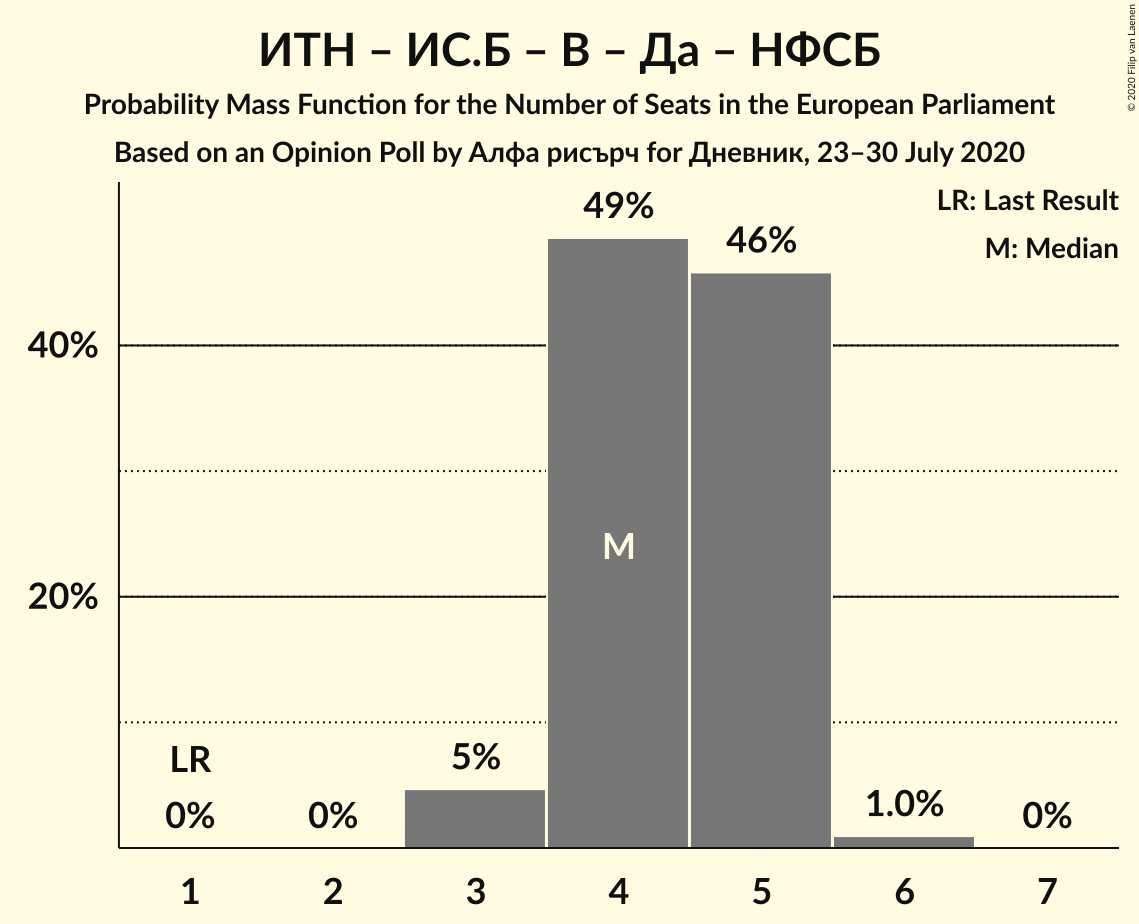 ИТН – ИС.Б – В – Да – НФСБ
Probability Mass Function for the Number of Seats in the European Parliament
Based on an Opinion Poll by Алфа рисърч for Дневник, 23–30 July 2020
© 2020 Filip van Laenen
LR: Last Result
M: Median
49%
46%
40%
M
20%
LR
0%
0%
5%
1.0%
0%
1 2 3 4 5 6 7